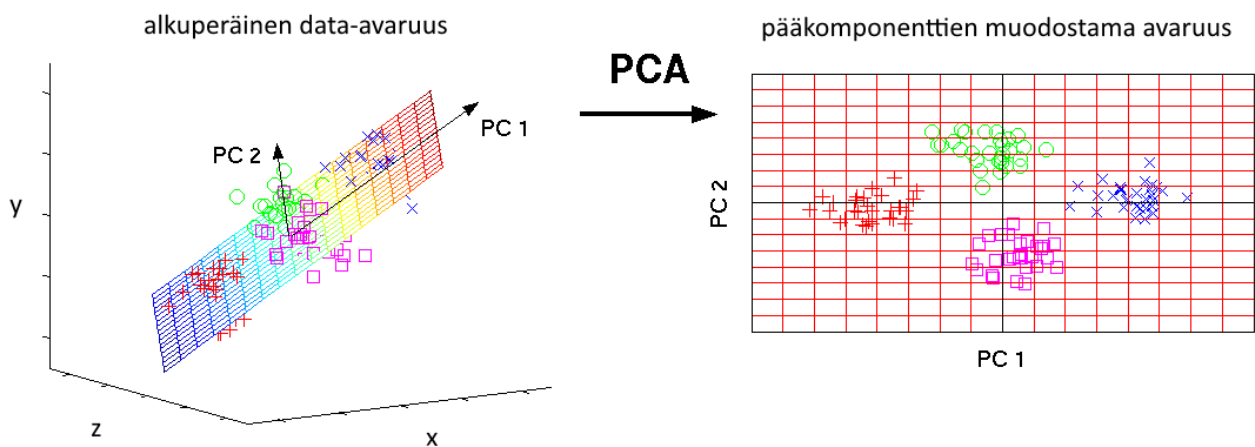 alkuperäinen data-avaruus
pääkomponenttien muodostama avaruus
PCA
PC 1
PC 2
y
z
x
PC 2
PC 1